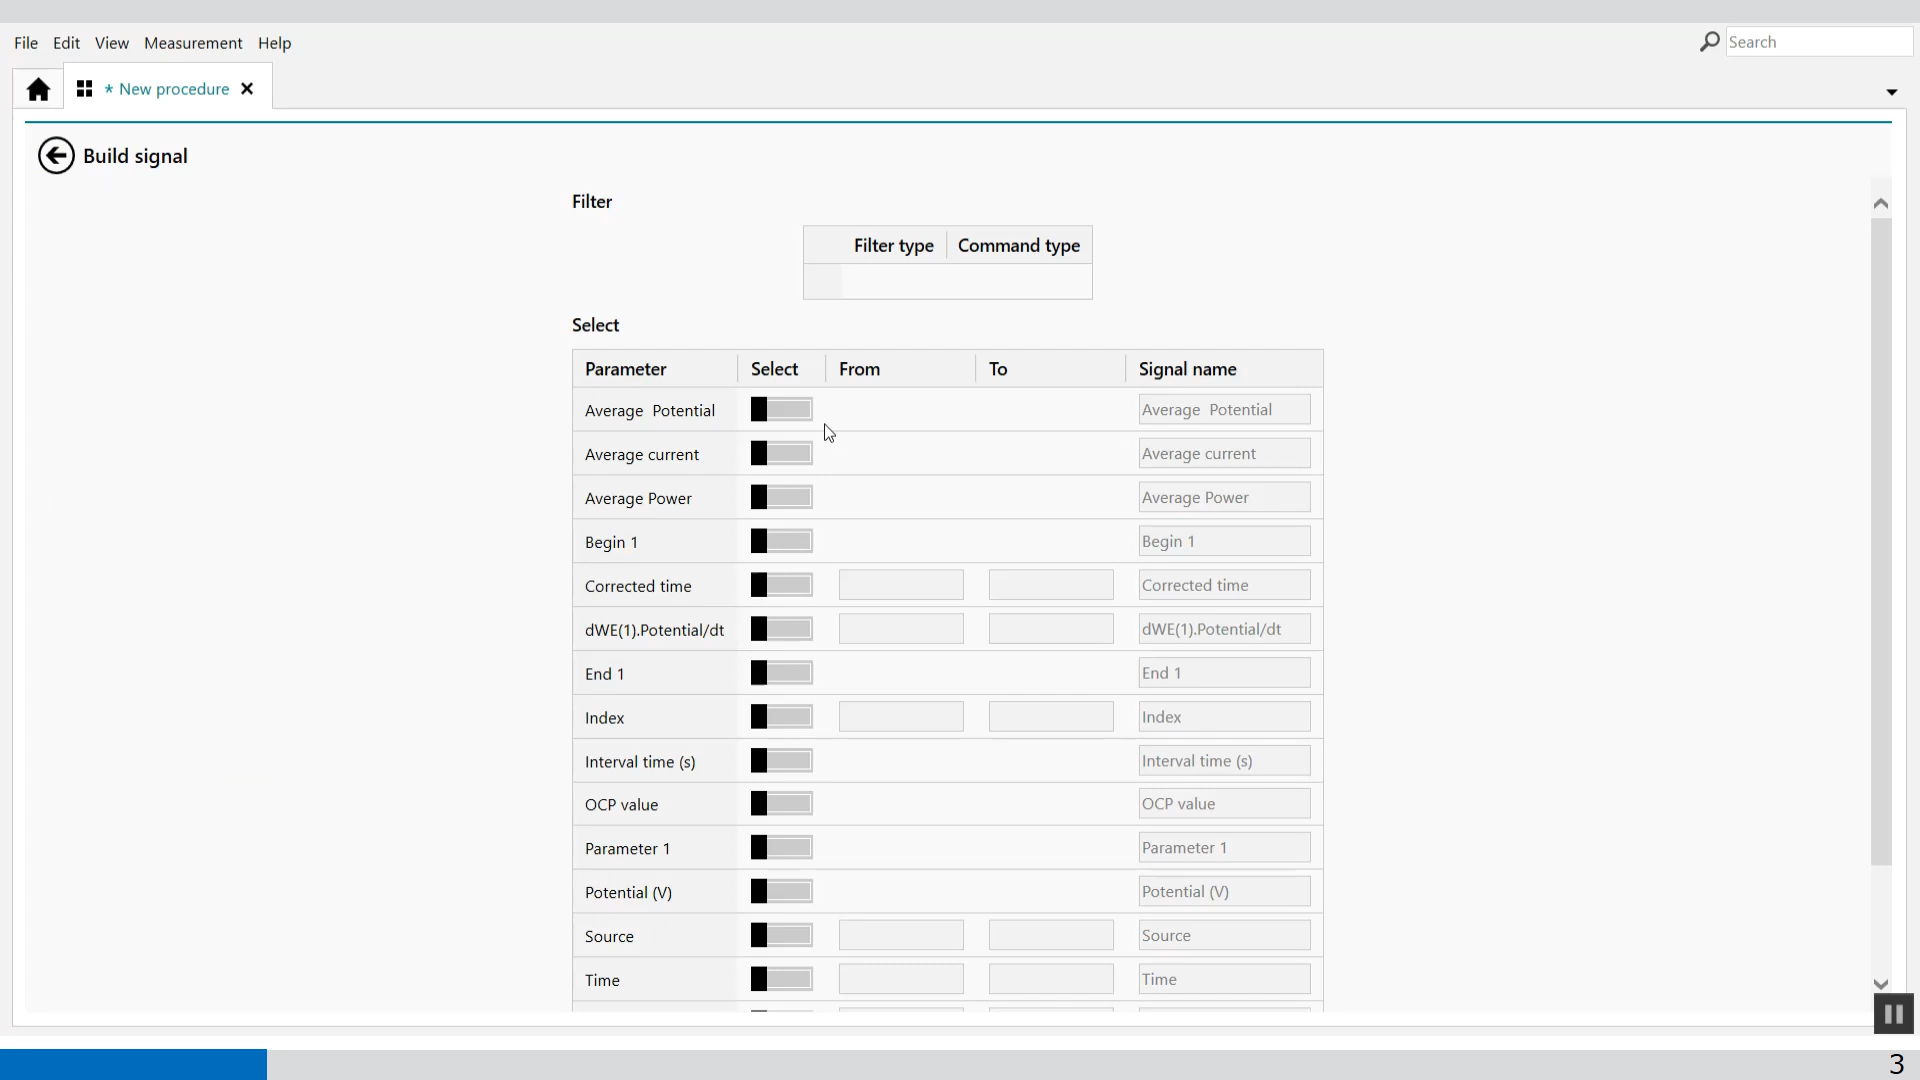 File Edit View Measurement Help
Search
* New procedure
Build signal
Filter
Filter type Command type
Select
Parameter Select From To Signal name
Average  Potential Average  Potential
Average current Average current
Average Power Average Power
Begin 1 Begin 1
Corrected time Corrected time
dWE(1).Potential/dt dWE(1).Potential/dt
End 1 End 1
Index Index
Interval time (s) Interval time (s)
OCP value OCP value
Parameter 1 Parameter 1
Potential (V) Potential (V)
Source Source
Time Time
3